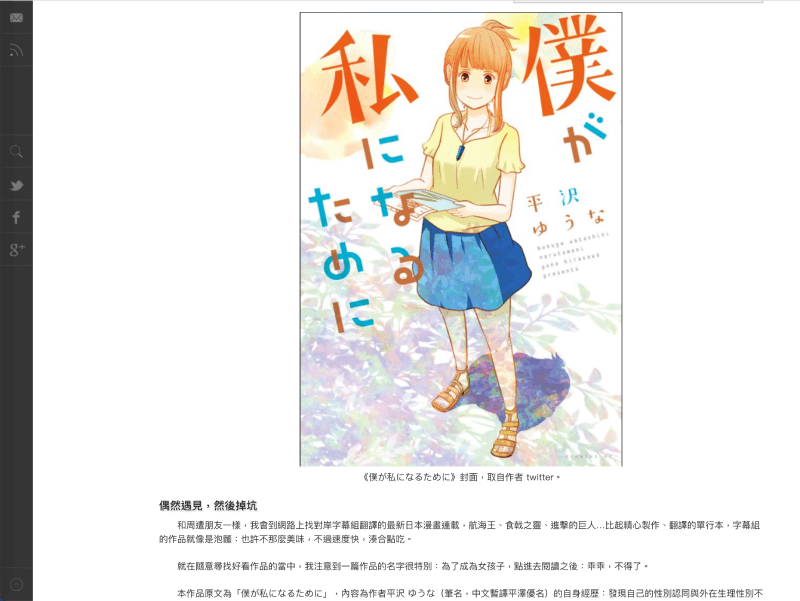 僕が
私になるために
平沢
ゆうな
bokuga watashini
narutameni
yuna hirasawa
presents
《僕が私になるために》封面，取自作者 twitter。
偶然遇見，然後掉坑
和周遭朋友一樣，我會到網路上找對岸字幕組翻譯的最新日本漫畫連載，航海王、食戟之靈、進擊的巨人...比起精心製作、翻譯的單行本，字幕組
的作品就像是泡麵：也許不那麼美味，不過速度快，湊合點吃。
就在隨意尋找好看作品的當中，我注意到一篇作品的名字很特別：為了成為女孩子，點進去閱讀之後：乖乖，不得了。
本作品原文為「僕が私になるために」，內容為作者平沢 ゆうな（筆名，中文暫譯平澤優名）的自身經歷：發現自己的性別認同與外在生理性別不